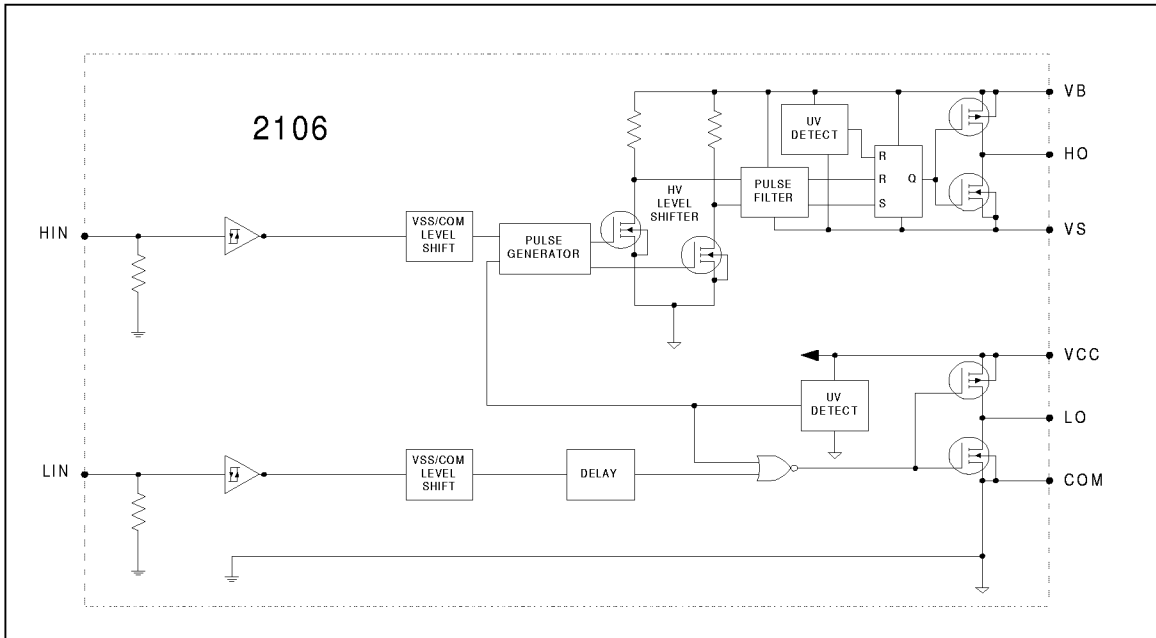 2106
VB
UV
DETECT
R
HO
R
Q
PULSE
FILTER
HV
LEVEL
SHIFTER
S
VSS/COM
LEVEL
SHIFT
HIN
PULSE
GENERATOR
VS
VCC
UV
DETECT
LO
LIN
VSS/COM
LEVEL
SHIFT
DELAY
COM